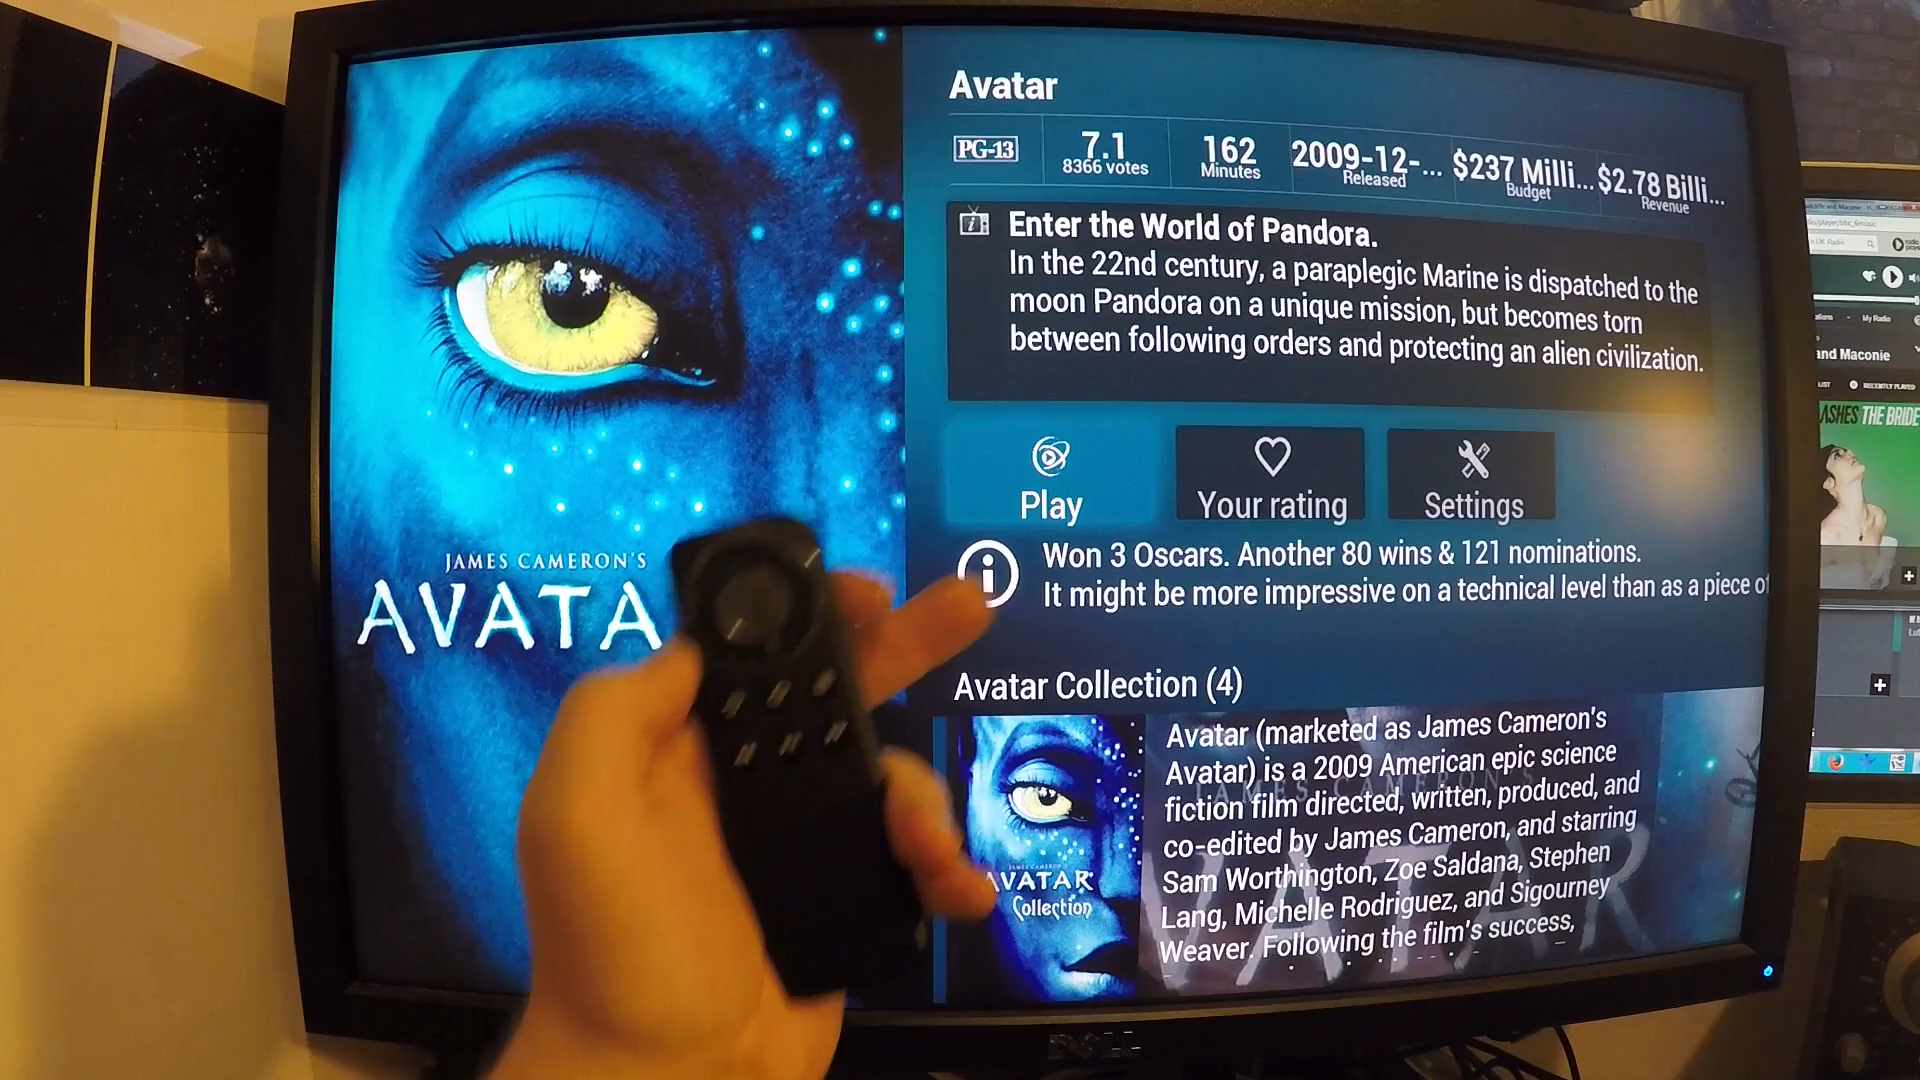 Avatar
PG-13
7.1
8366 votes
162
Minutes
2009-12-...
Released
$237 Milli...
Budget
$2.78 Billi...
Revenue
Enter the World of Pandora.
In the 22nd century, a paraplegic Marine is dispatched to the
moon Pandora on a unique mission, but becomes torn
between following orders and protecting an alien civilization.
Play
Your rating
Settings
Won 3 Oscars. Another 80 wins & 121 nominations.
It might be more impressive on a technical level than as a piece of
JAMES CAMERON'S
AVATA
Avatar Collection (4)
Avatar (marketed as James Cameron's
Avatar) is a 2009 American epic science
fiction film directed, written, produced, and
co-edited by James Cameron, and starring
Sam Worthington, Zoe Saldana, Stephen
Lang, Michelle Rodriguez, and Sigourney
Weaver. Following the film's success,
AVATAR
Collection
DELL
My Radio
and Maconie
RECENTLY PLAYED
ASHES THE BRIDE